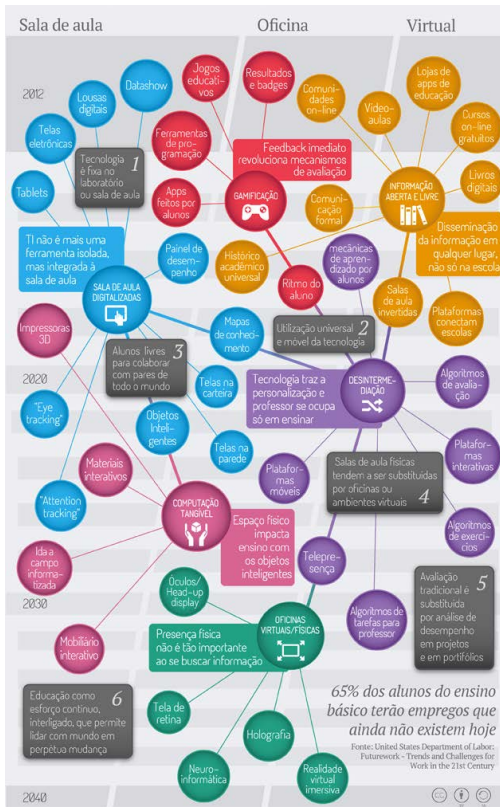 Sala de aula
Oficina
Virtual
2012
Datashow
Lousas
digitais
Telas
eletrônicas
Tablets
Tecnologia
é fixa no
laboratório
ou sala de aula
1
Jogos
educati-
vos
Resultados
e badges
Ferramentas
de pro-
gramação
Apps
feitos por
alunos
Feedback imediato
revoluciona mecanismos
de avaliação
GAMIFICAÇÃO
Comuni-
dades
on-line
Vídeo-
aulas
Lojas de
apps de
educação
Cursos
on-line
gratuitos
Livros
digitais
INFORMAÇÃO
ABERTA E LIVRE
Comuni-
cação
formal
Histórico
acadêmico
universal
Disseminação
da informação em
qualquer lugar,
não só na escola
TI não é mais uma
ferramenta isolada,
mas integrada à
sala de aula
Painel de
desem-
penho
mecânicas
de apren-
dizado por
alunos
Ritmo do
aluno
Salas
de aula
invertidas
Plataformas
conectam
escolas
SALA DE AULA
DIGITALIZADAS
Impressoras
3D
Mapas
de conheci-
mento
Utilização universal
e móvel da tecnologia
2
Alunos livres
para colaborar
com pares de
todo o mundo
3
2020
Telas na
carteira
Tecnologia traz a
personalização e
professor se ocupa
só em ensinar
DESINTERME-
DIAÇÃO
Algoritmos
de avalia-
ção
"Eye
tracking"
Objetos
Inteli-
gentes
Telas na
parede
Plata-
formas
interativas
Materiais
interativos
Plataformas
móveis
Salas de aula físicas
tendem a ser substituídas
por oficinas ou
ambientes virtuais
4
"Attention
tracking"
COMPUTAÇÃO
TANGÍVEL
Espaço físico
impacta
ensino com
os objetos
inteligentes
Algoritmos
de exercí-
cios
Ida a
campo
informa-
tizada
Telepre-
sença
2030
Óculos/
Head-up
display
Avaliação
tradicional é
substituída
por análise de
desempenho
em projetos
e em portifólios
5
Algoritmos de
tarefas para
professor
Mobiliário
interativo
Presença física
não é tão importante
ao se buscar informação
OFICINAS
VIRTUAIS/FÍSICAS
Educação como
esforço contínuo,
interligado, que permite
lidar com mundo em
perpétua mudança
6
Tela de
retina
Holografia
Neuro-
informática
Realidade
virtual
imersiva
65% dos alunos do ensino
básico terão empregos que
ainda não existem hoje
Fonte: United States Department of Labor:
Futurework - Trends and Challenges for
Work in the 21st Century
2040